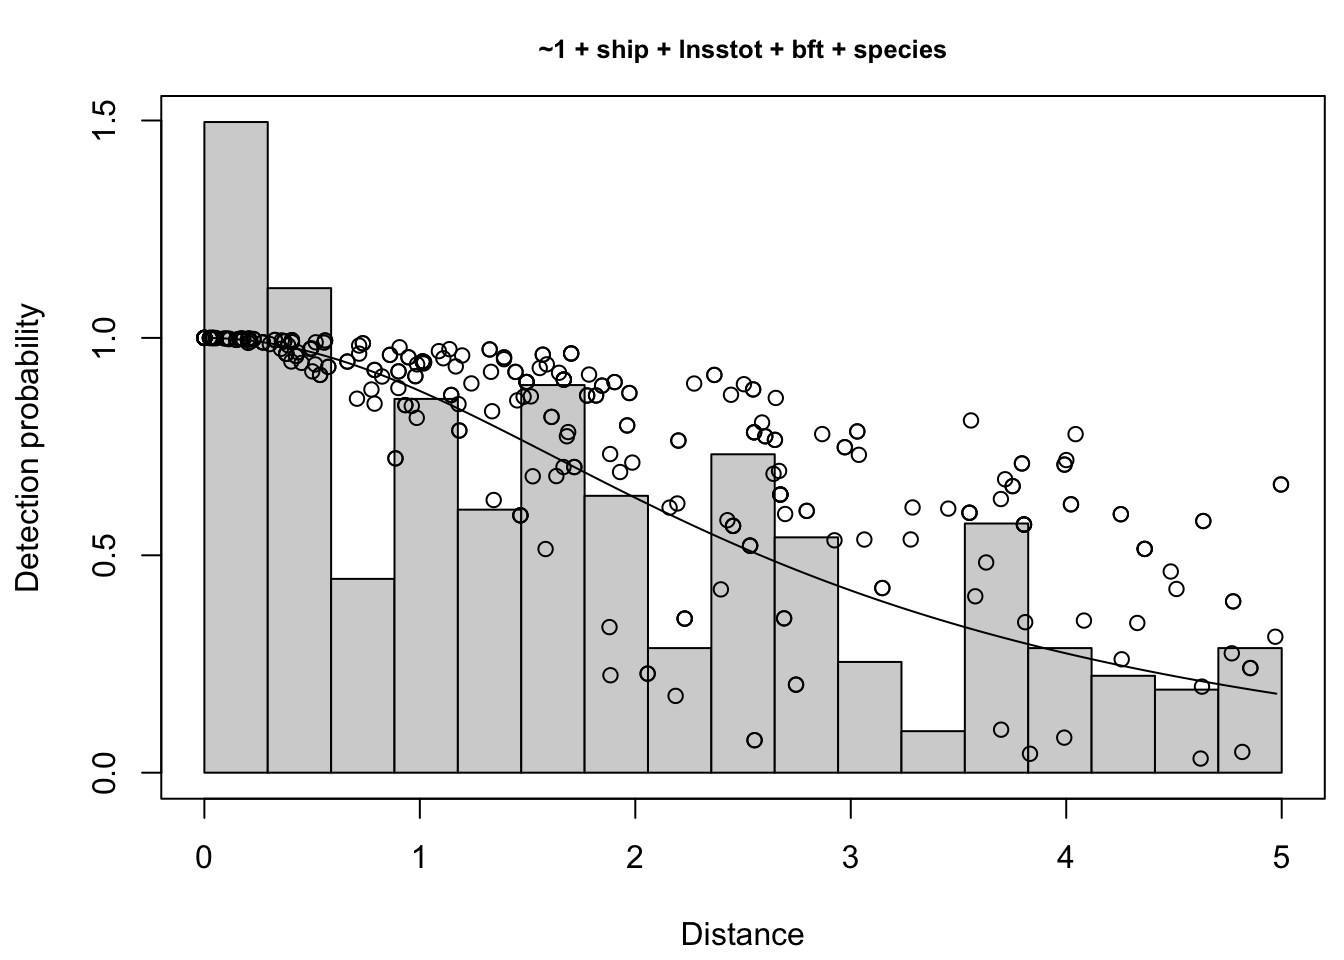 ~1 + ship + lnsstot + bft + species
Detection probability
1.5
1.0
0.5
0.0
0 1 2 3 4 5
Distance